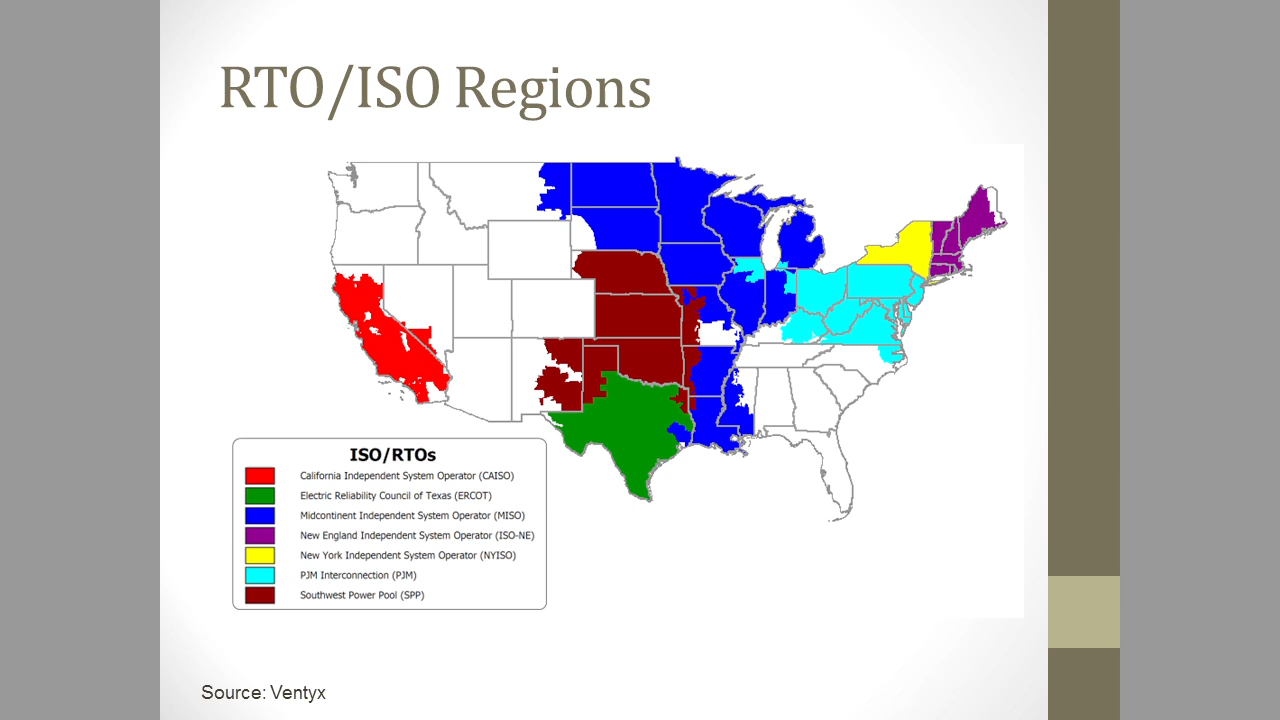 RTO/ISO Regions
ISO/RTOs
California Independent System Operator (CAISO)
Electric Reliability Council of Texas (ERCOT)
Midcontinent Independent System Operator (MISO)
New England Independent System Operator (ISO-NE)
New York Independent System Operator (NYISO)
PJM Interconnection (PJM)
Southwest Power Pool (SPP)
Source: Ventyx